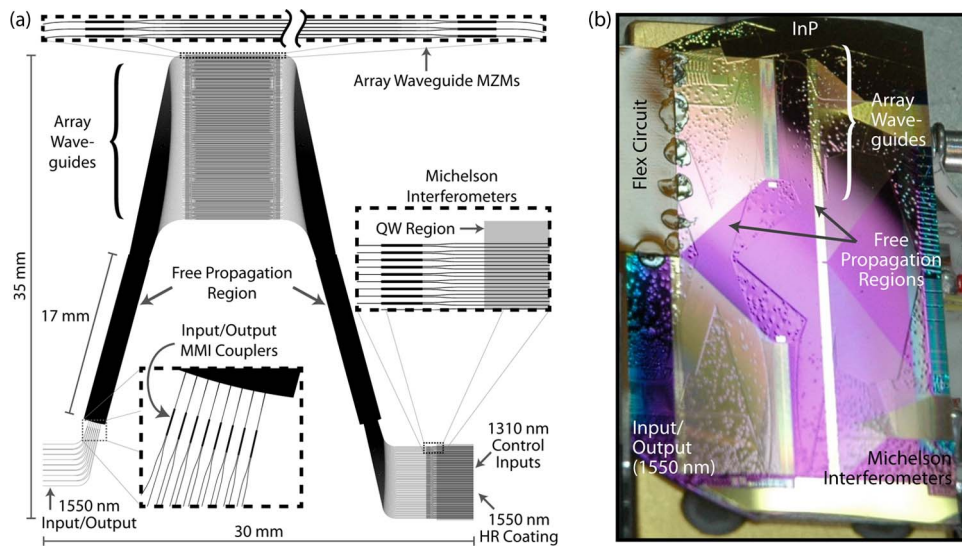 (a)
Array Waveguide MZMs
Array
Wave-
guides
35 mm
Michelson
Interferometers
QW Region
Free Propagation
Region
17 mm
Input/Output
MMI Couplers
1310 nm
Control
Inputs
1550 nm
Input/Output
1550 nm
HR Coating
30 mm
(b)
InP
Flex Circuit
Array
Wave-
guides
Free
Propagation
Regions
Input/
Output
(1550 nm)
Michelson
Interferometers